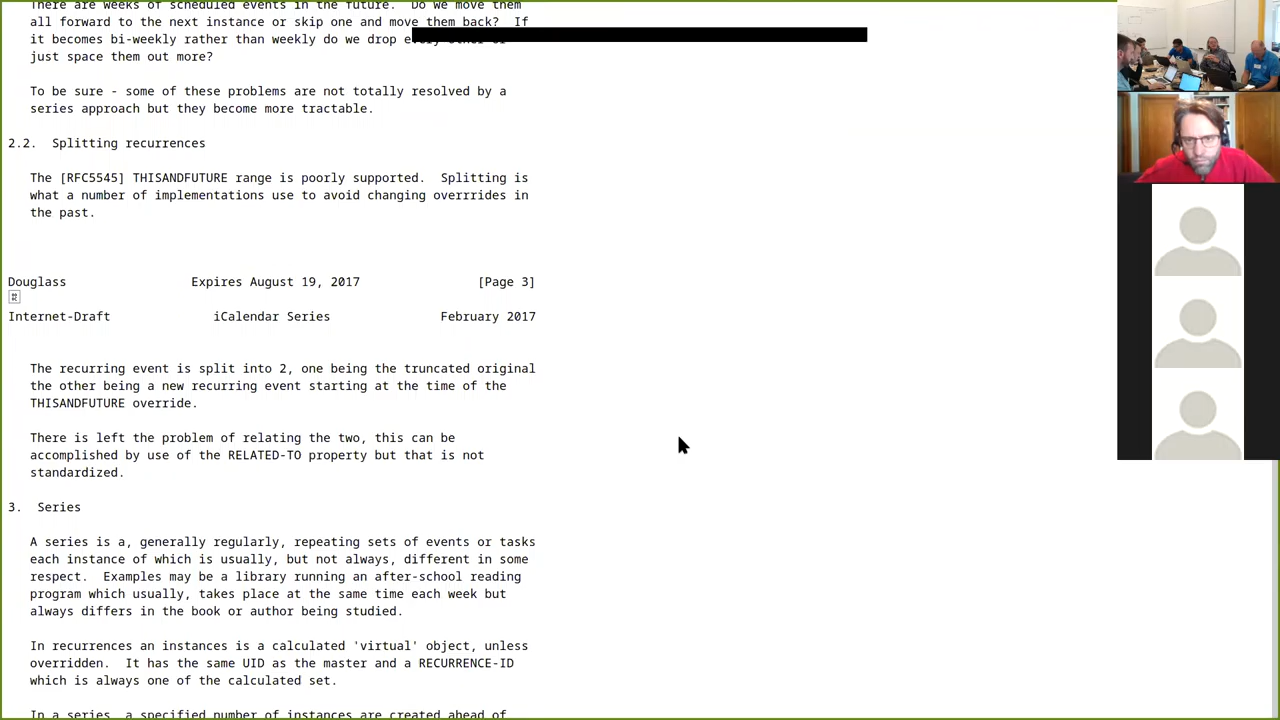 There are weeks of scheduled events in the future.  Do we move them
all forward to the next instance or skip one and move them back?  If
it becomes bi-weekly rather than weekly do we drop
just space them out more?
To be sure - some of these problems are not totally resolved by a
series approach but they become more tractable.
2.2.  Splitting recurrences
The [RFC5545] THISANDFUTURE range is poorly supported.  Splitting is
what a number of implementations use to avoid changing overrrides in
the past.
Douglass Expires August 19, 2017 [Page 3]
Internet-Draft iCalendar Series February 2017
The recurring event is split into 2, one being the truncated original
the other being a new recurring event starting at the time of the
THISANDFUTURE override.
There is left the problem of relating the two, this can be
accomplished by use of the RELATED-TO property but that is not
standardized.
3.  Series
A series is a, generally regularly, repeating sets of events or tasks
each instance of which is usually, but not always, different in some
respect.  Examples may be a library running an after-school reading
program which usually, takes place at the same time each week but
always differs in the book or author being studied.
In recurrences an instances is a calculated 'virtual' object, unless
overridden.  It has the same UID as the master and a RECURRENCE-ID
which is always one of the calculated set.
In a series, a specified number of instances are created ahead of